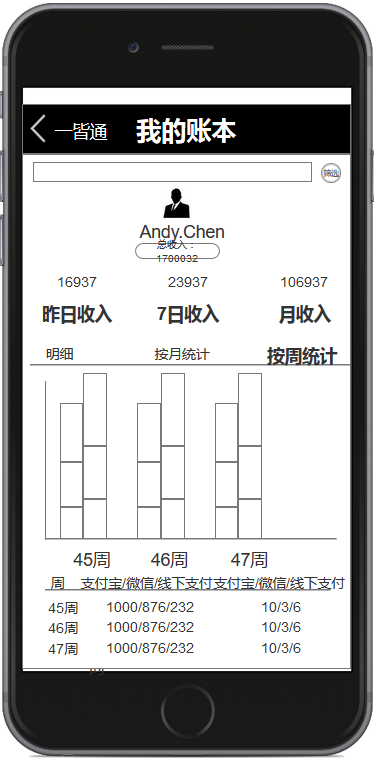 一皆通 我的账本
筛选
Andy.Chen
总收入：
1700032
16937 23937 106937
昨日收入 7日收入 月收入
明细 按月统计 按周统计
45周 46周 47周
周 支付宝/微信/线下支付 支付宝/微信/线下支付
45周 1000/876/232 10/3/6
46周 1000/876/232 10/3/6
47周 1000/876/232 10/3/6